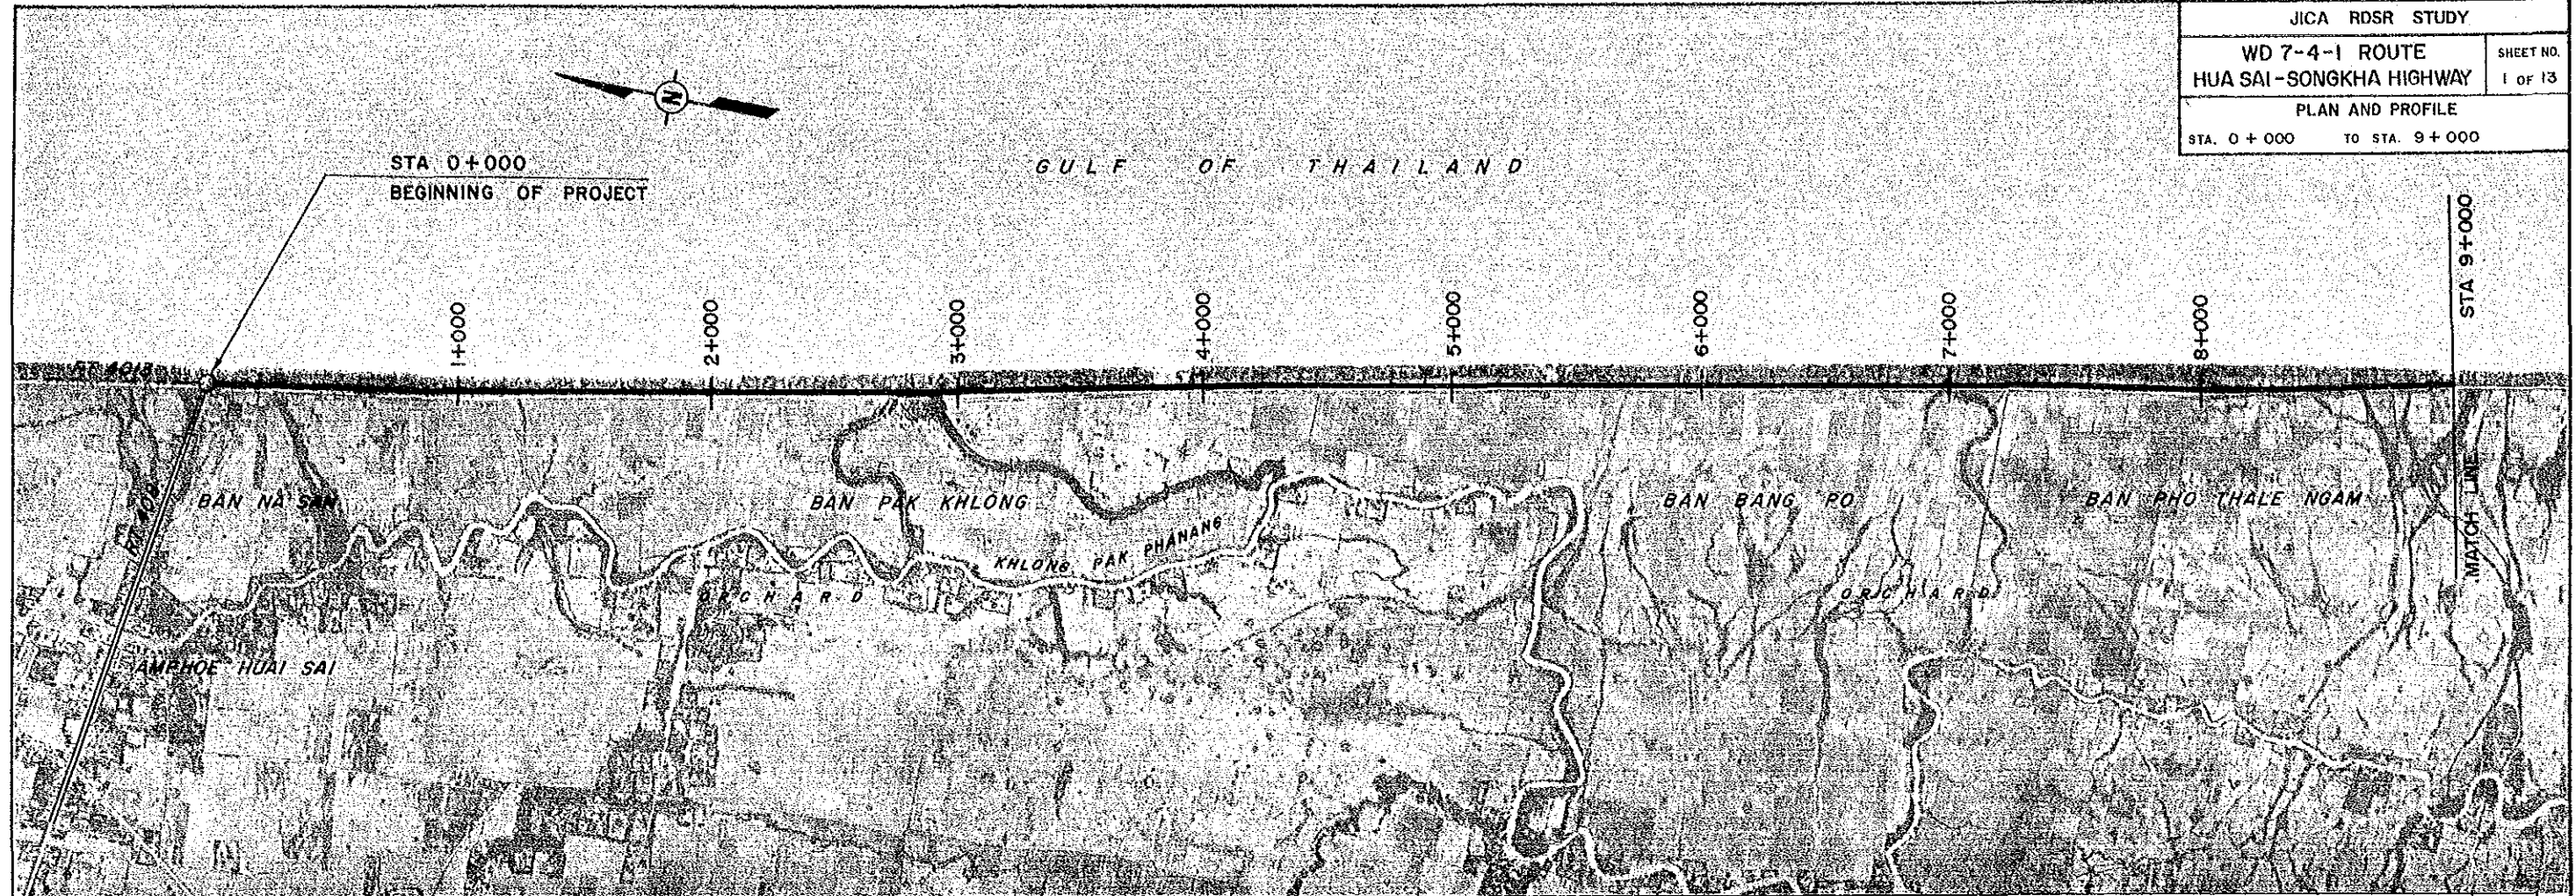 JICA RDSR STUDY
WD 7-4-1 ROUTE
HUA SAI-SONGKHA HIGHWAY
SHEET NO.
1 OF 13
PLAN AND PROFILE
STA. 0+000 TO STA. 9+000
N
STA 0+000
BEGINNING OF PROJECT
GULF OF THAILAND
STA 9+000
1+000
2+000
3+000
4+000
5+000
6+000
7+000
8+000
RT 4013
RT 408
BAN NA SAN
BAN PAK KHLONG
BAN BANG PO
BAN PHO THALE NGAM
KHLONG PAK PHANANG
MATCH LINE
ORCHARD
ORCHARD
AMPHOE HUAI SAI